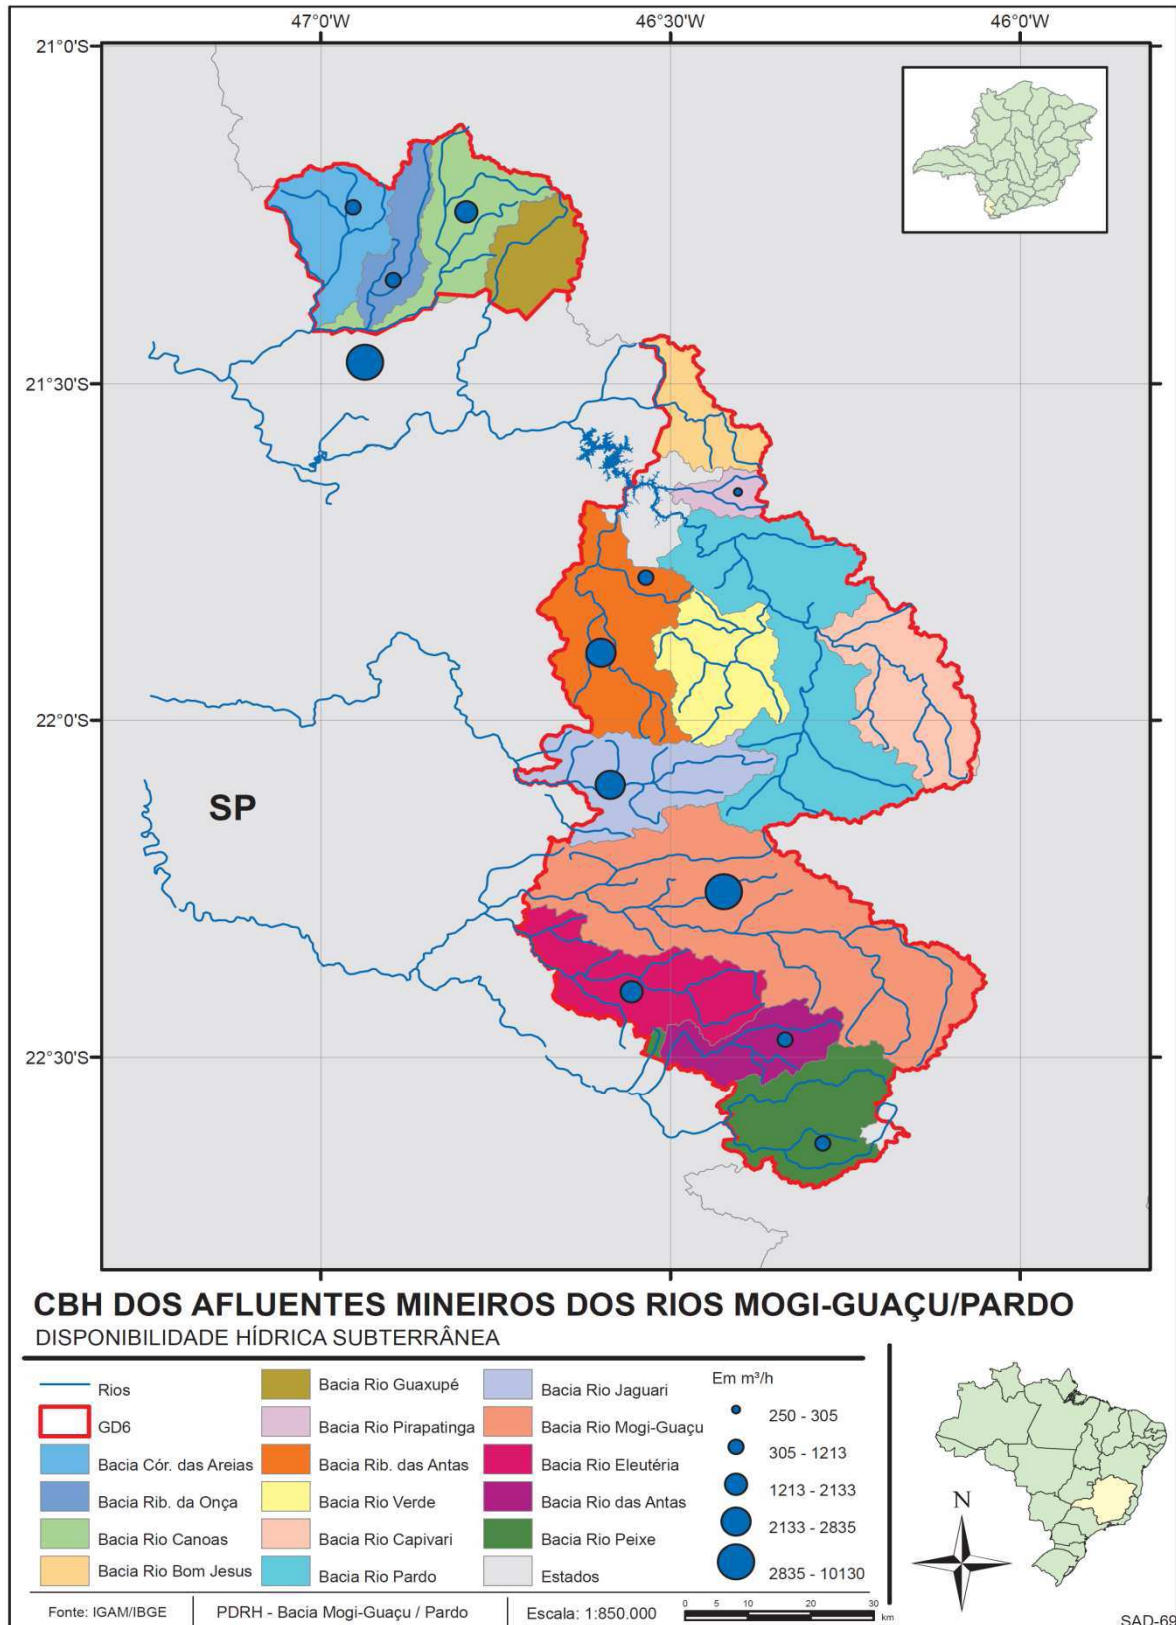 47°0'W
46°30'W
46°0'W
21°0'S
21°30'S
22°0'S
SP
22°30'S
CBH DOS AFLUENTES MINEIROS DOS RIOS MOGI-GUAÇU/PARDO
DISPONIBILIDADE HÍDRICA SUBTERRÂNEA
Rios
GD6
Bacia Cór. das Areias
Bacia Rib. da Onça
Bacia Rio Canoas
Bacia Rio Bom Jesus
Bacia Rio Guaxupé
Bacia Rio Pirapatinga
Bacia Rib. das Antas
Bacia Rio Verde
Bacia Rio Capivari
Bacia Rio Pardo
Bacia Rio Jaguari
Bacia Rio Mogi-Guaçu
Bacia Rio Eleutéria
Bacia Rio das Antas
Bacia Rio Peixe
Estados
Em m³/h
250 - 305
305 - 1213
1213 - 2133
2133 - 2835
2835 - 10130
N
Fonte: IGAM/IBGE
PDRH - Bacia Mogi-Guaçu / Pardo
Escala: 1:850.000
0 5 10 20 30
km
SAD-69